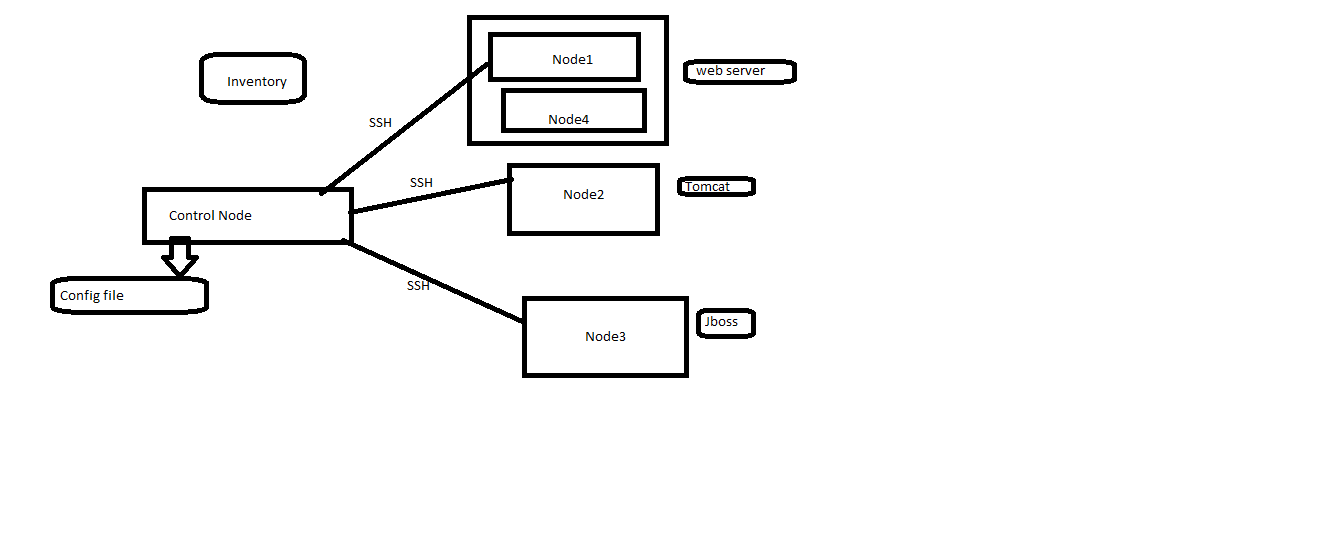 Node1
web server
Inventory
Node4
SSH
SSH
Tomcat
Node2
Control Node
SSH
Config file
Jboss
Node3